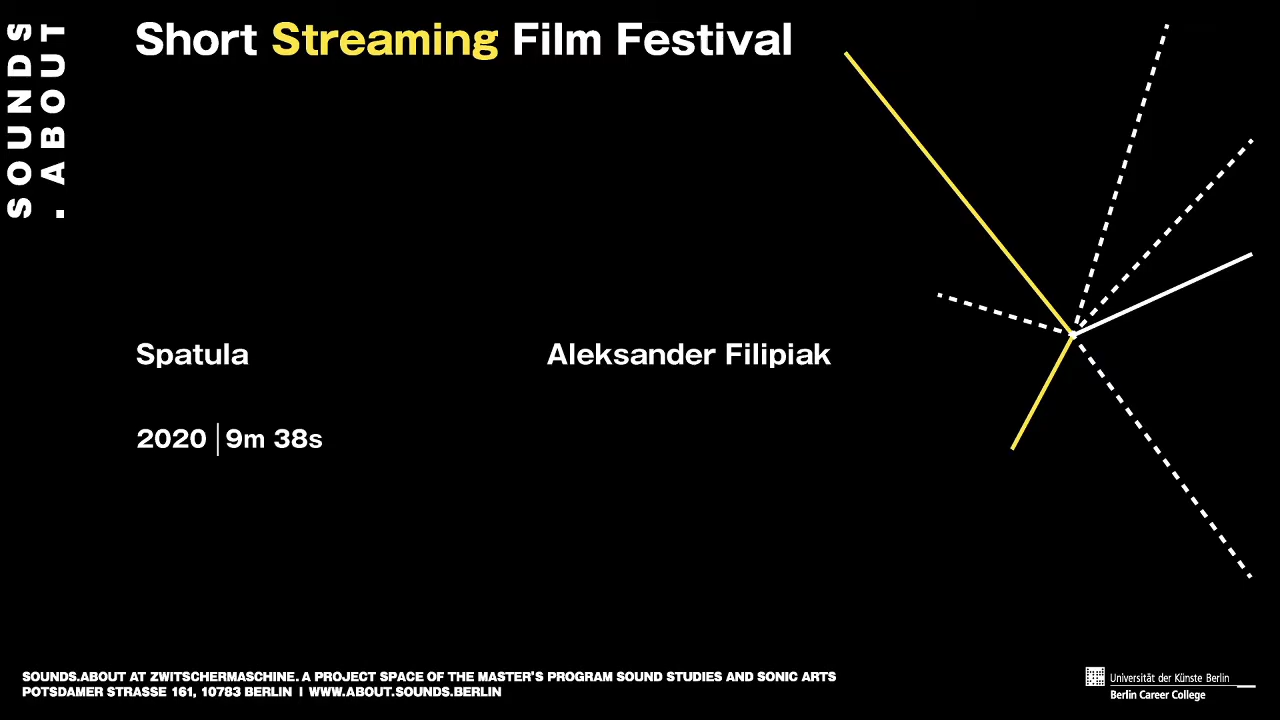 SOUNDS
.ABOUT
Short Streaming Film Festival
Spatula
Aleksander Filipiak
2020 | 9m 38s
SOUNDS.ABOUT AT ZWITSCHERMASCHINE. A PROJECT SPACE OF THE MASTER'S PROGRAM SOUND STUDIES AND SONIC ARTS
POTSDAMER STRASSE 161, 10783 BERLIN | WWW.ABOUT.SOUNDS.BERLIN
Universität der Künste Berlin
Berlin Career College